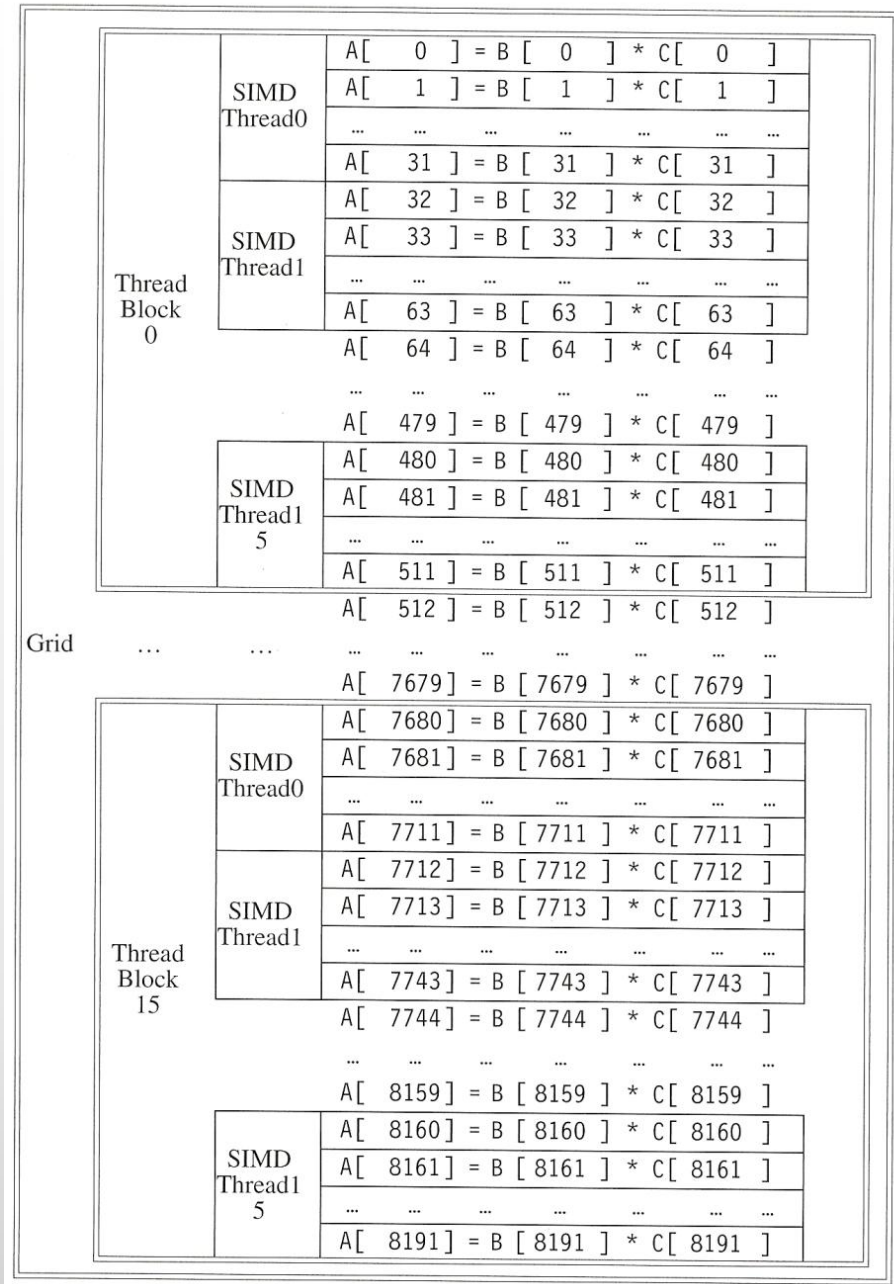 A[ 0 ] = B [ 0 ] * C[ 0 ]
SIMD
Thread0
A[ 1 ] = B [ 1 ] * C[ 1 ]
... ... ... ... ... ... ...
A[ 31 ] = B [ 31 ] * C[ 31 ]
SIMD
Thread1
A[ 32 ] = B [ 32 ] * C[ 32 ]
A[ 33 ] = B [ 33 ] * C[ 33 ]
... ... ... ... ... ... ...
A[ 63 ] = B [ 63 ] * C[ 63 ]
Thread
Block
0
A[ 64 ] = B [ 64 ] * C[ 64 ]
... ... ... ... ... ... ...
A[ 479 ] = B [ 479 ] * C[ 479 ]
SIMD
Thread1
5
A[ 480 ] = B [ 480 ] * C[ 480 ]
A[ 481 ] = B [ 481 ] * C[ 481 ]
... ... ... ... ... ... ...
A[ 511 ] = B [ 511 ] * C[ 511 ]
A[ 512 ] = B [ 512 ] * C[ 512 ]
Grid ... ... ... ... ... ... ... ... ...
A[ 7679] = B [ 7679 ] * C[ 7679 ]
SIMD
Thread0
A[ 7680] = B [ 7680 ] * C[ 7680 ]
A[ 7681] = B [ 7681 ] * C[ 7681 ]
... ... ... ... ... ... ...
A[ 7711] = B [ 7711 ] * C[ 7711 ]
SIMD
Thread1
A[ 7712] = B [ 7712 ] * C[ 7712 ]
A[ 7713] = B [ 7713 ] * C[ 7713 ]
... ... ... ... ... ... ...
A[ 7743] = B [ 7743 ] * C[ 7743 ]
Thread
Block
15
A[ 7744] = B [ 7744 ] * C[ 7744 ]
... ... ... ... ... ... ...
A[ 8159] = B [ 8159 ] * C[ 8159 ]
SIMD
Thread1
5
A[ 8160] = B [ 8160 ] * C[ 8160 ]
A[ 8161] = B [ 8161 ] * C[ 8161 ]
... ... ... ... ... ... ...
A[ 8191] = B [ 8191 ] * C[ 8191 ]